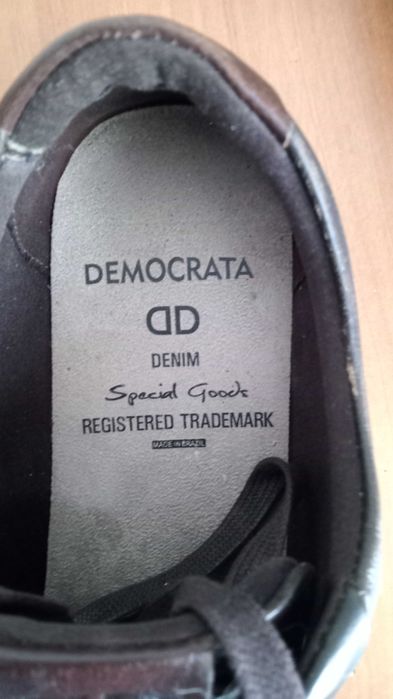 DEMOCRATA
DD
DENIM
Special Goods
REGISTERED TRADEMARK
MADE IN BRAZIL